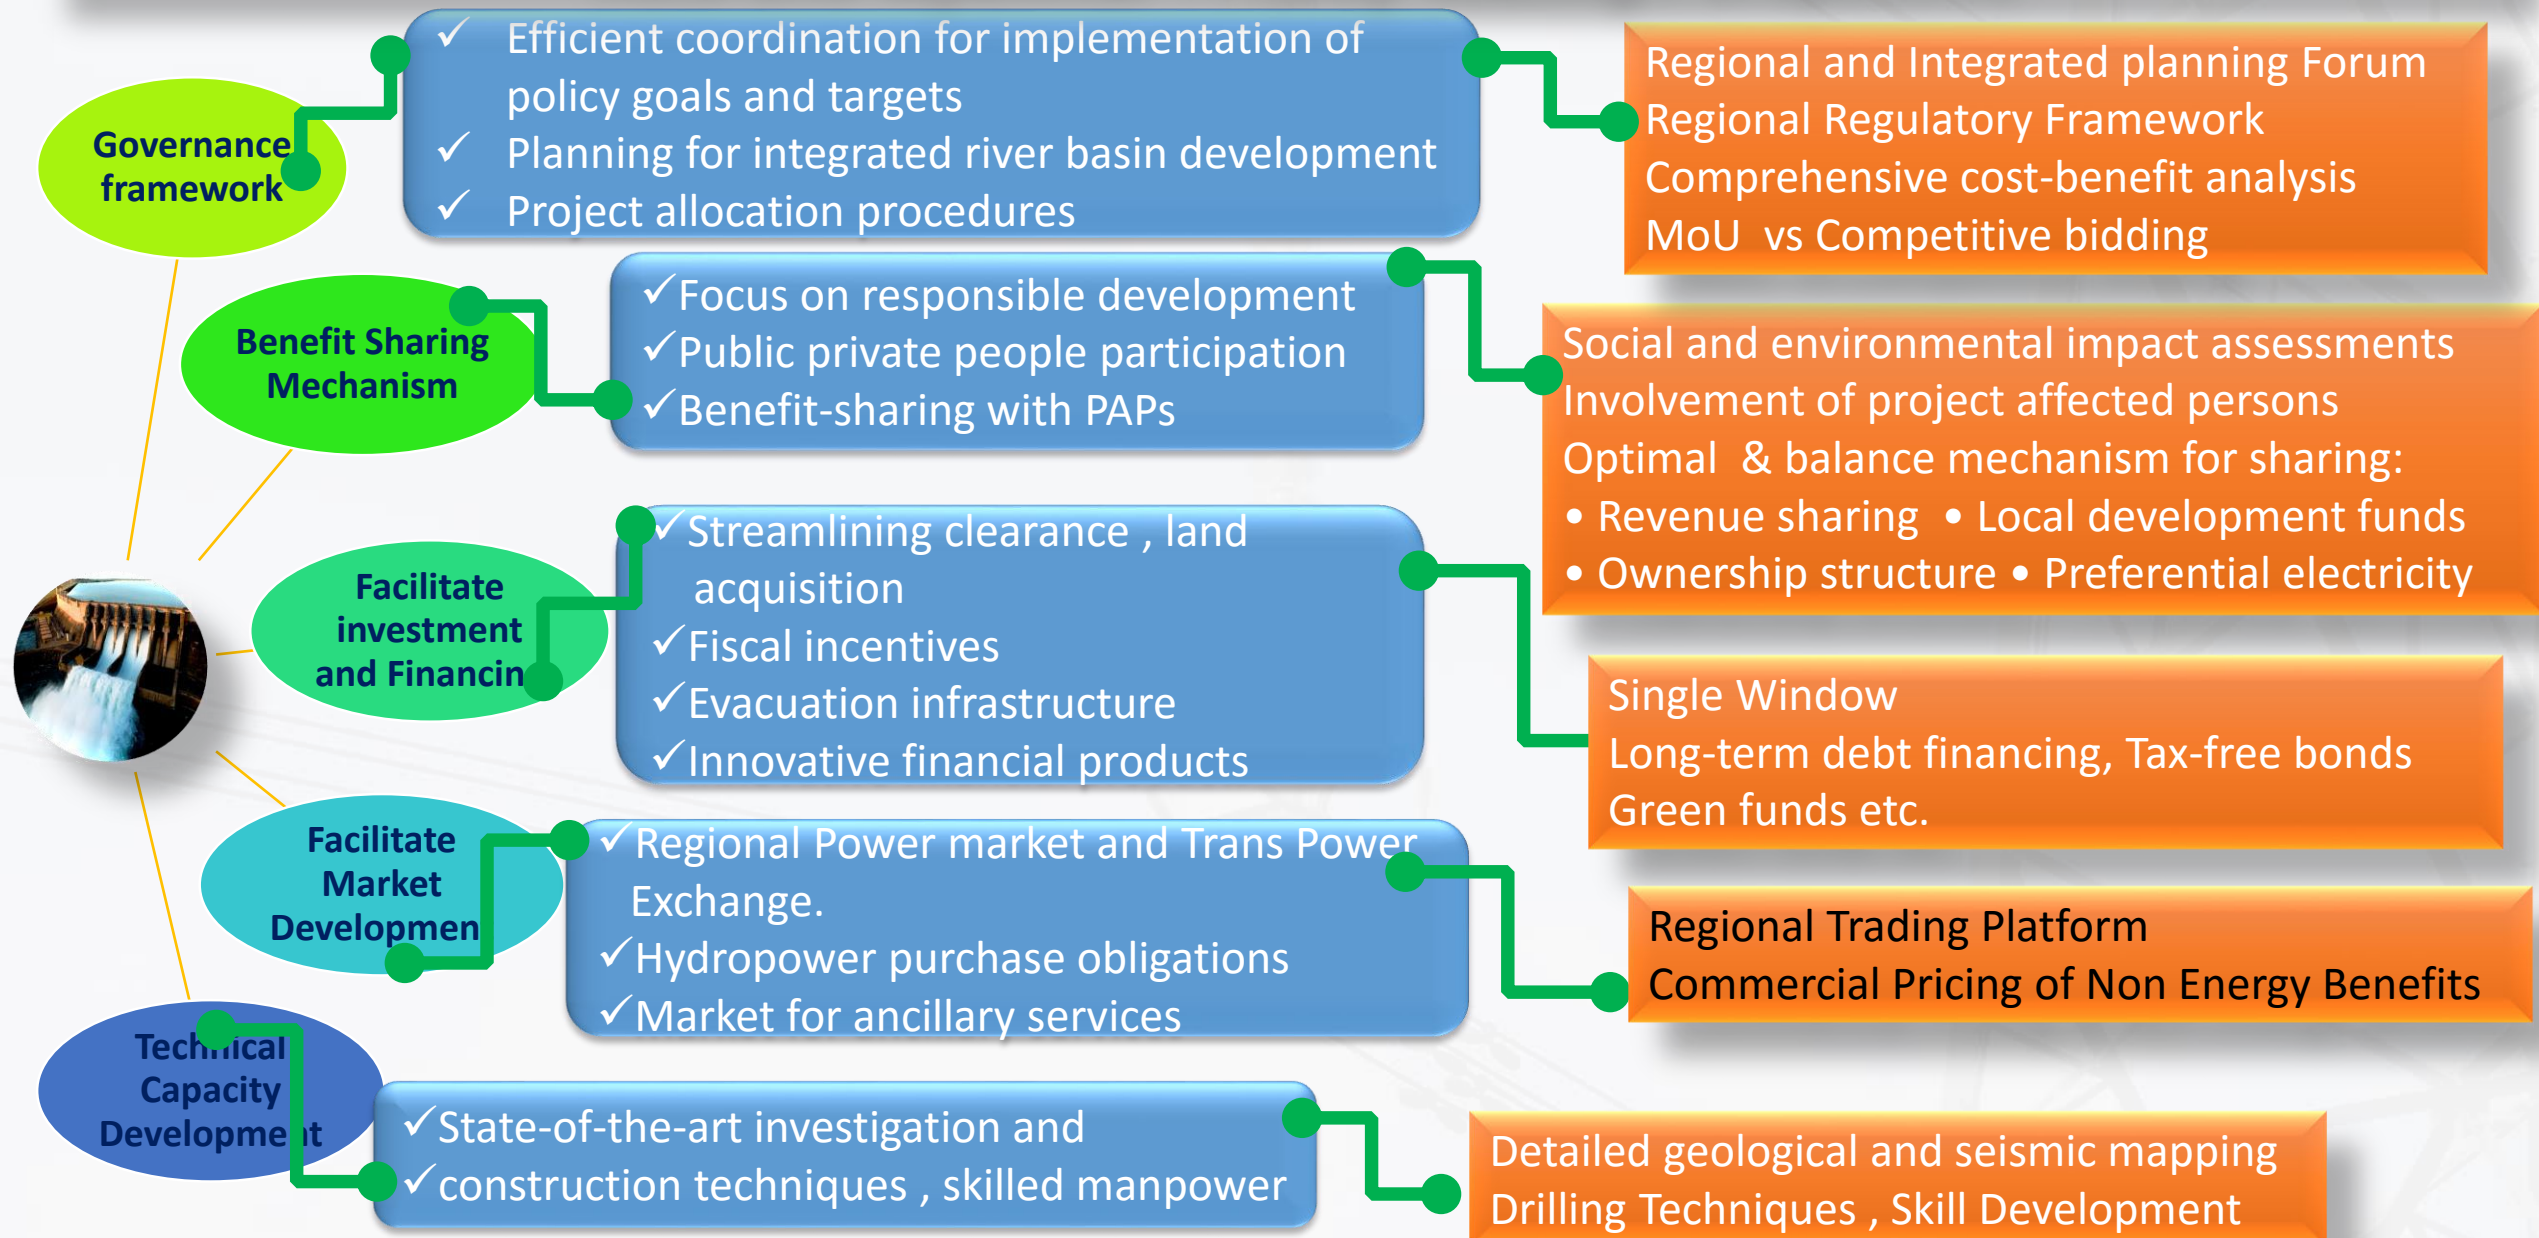 Governance
framework
✓ Efficient coordination for implementation of
policy goals and targets
✓ Planning for integrated river basin development
✓ Project allocation procedures
Regional and Integrated planning Forum
Regional Regulatory Framework
Comprehensive cost-benefit analysis
MoU vs Competitive bidding
Benefit Sharing
Mechanism
✓Focus on responsible development
✓Public private people participation
✓Benefit-sharing with PAPs
Social and environmental impact assessments
Involvement of project affected persons
Optimal & balance mechanism for sharing:
• Revenue sharing • Local development funds
• Ownership structure • Preferential electricity
Facilitate
investment
and Financin
✓Streamlining clearance , land
acquisition
✓Fiscal incentives
✓Evacuation infrastructure
✓Innovative financial products
Single Window
Long-term debt financing, Tax-free bonds
Green funds etc.
Facilitate
Market
Developmen
✓Regional Power market and Trans Power
Exchange.
✓Hydropower purchase obligations
✓Market for ancillary services
Regional Trading Platform
Commercial Pricing of Non Energy Benefits
Technical
Capacity
Development
✓State-of-the-art investigation and
✓construction techniques , skilled manpower
Detailed geological and seismic mapping
Drilling Techniques , Skill Development